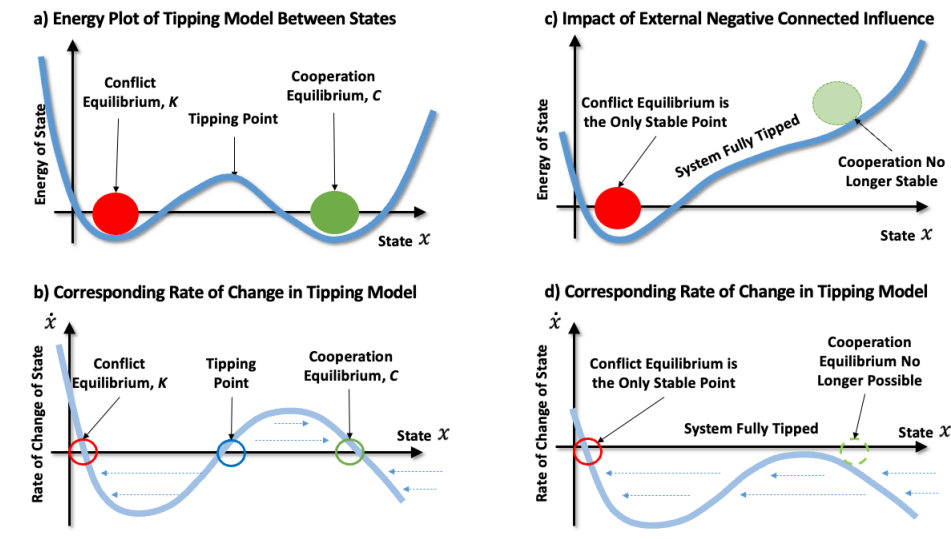 a) Energy Plot of Tipping Model Between States
Energy of State
Conflict
Equilibrium, K
Tipping Point
Cooperation
Equilibrium, C
State x
c) Impact of External Negative Connected Influence
Energy of State
Conflict Equilibrium is
the Only Stable Point
System Fully Tipped
Cooperation No
Longer Stable
State x
b) Corresponding Rate of Change in Tipping Model
ẋ
Rate of Change of State
Conflict
Equilibrium, K
Tipping
Point
Cooperation
Equilibrium, C
State x
d) Corresponding Rate of Change in Tipping Model
ẋ
Rate of Change of State
Conflict Equilibrium is
the Only Stable Point
System Fully Tipped
Cooperation
Equilibrium No
Longer Possible
State x